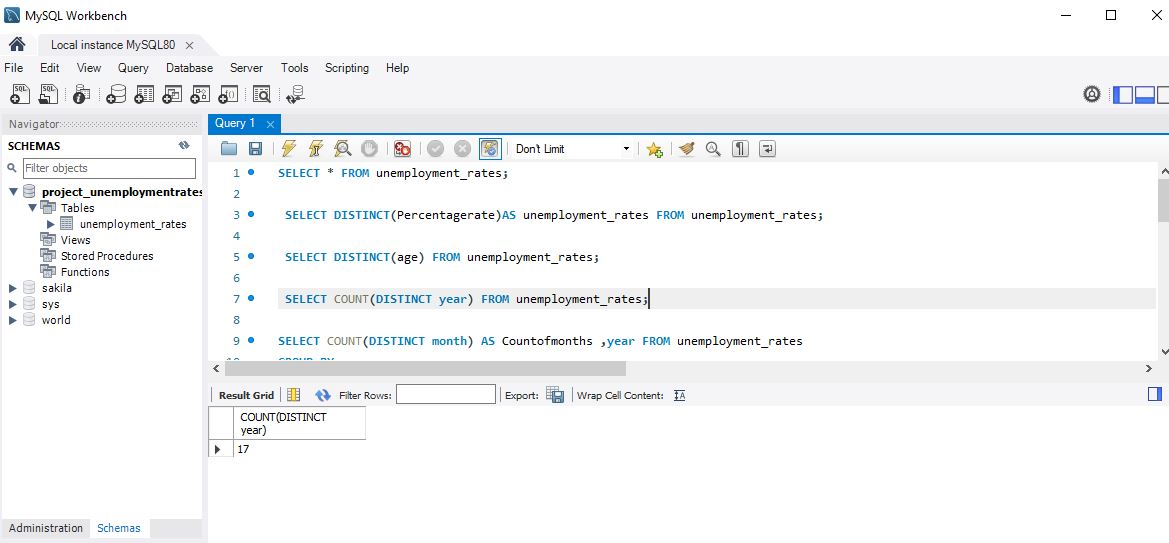 MySQL Workbench
Local instance MySQL80
File Edit View Query Database Server Tools Scripting Help
Navigator
SCHEMAS
Filter objects
project_unemploymentrates
Tables
unemployment_rates
Views
Stored Procedures
Functions
sakila
sys
world
Administration Schemas
Query 1
Don't Limit
1 SELECT * FROM unemployment_rates;
2
3 SELECT DISTINCT(Percentagerate)AS unemployment_rates FROM unemployment_rates;
4
5 SELECT DISTINCT(age) FROM unemployment_rates;
6
7 SELECT COUNT(DISTINCT year) FROM unemployment_rates;
8
9 SELECT COUNT(DISTINCT month) AS Countofmonths ,year FROM unemployment_rates
10 GROUP BY
Result Grid Filter Rows: Export: Wrap Cell Content:
COUNT(DISTINCT
year)
17